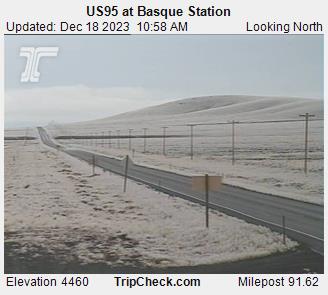 US95 at Basque Station
Updated: Dec 18 2023 10:58 AM Looking North
Elevation 4460 TripCheck.com Milepost 91.62